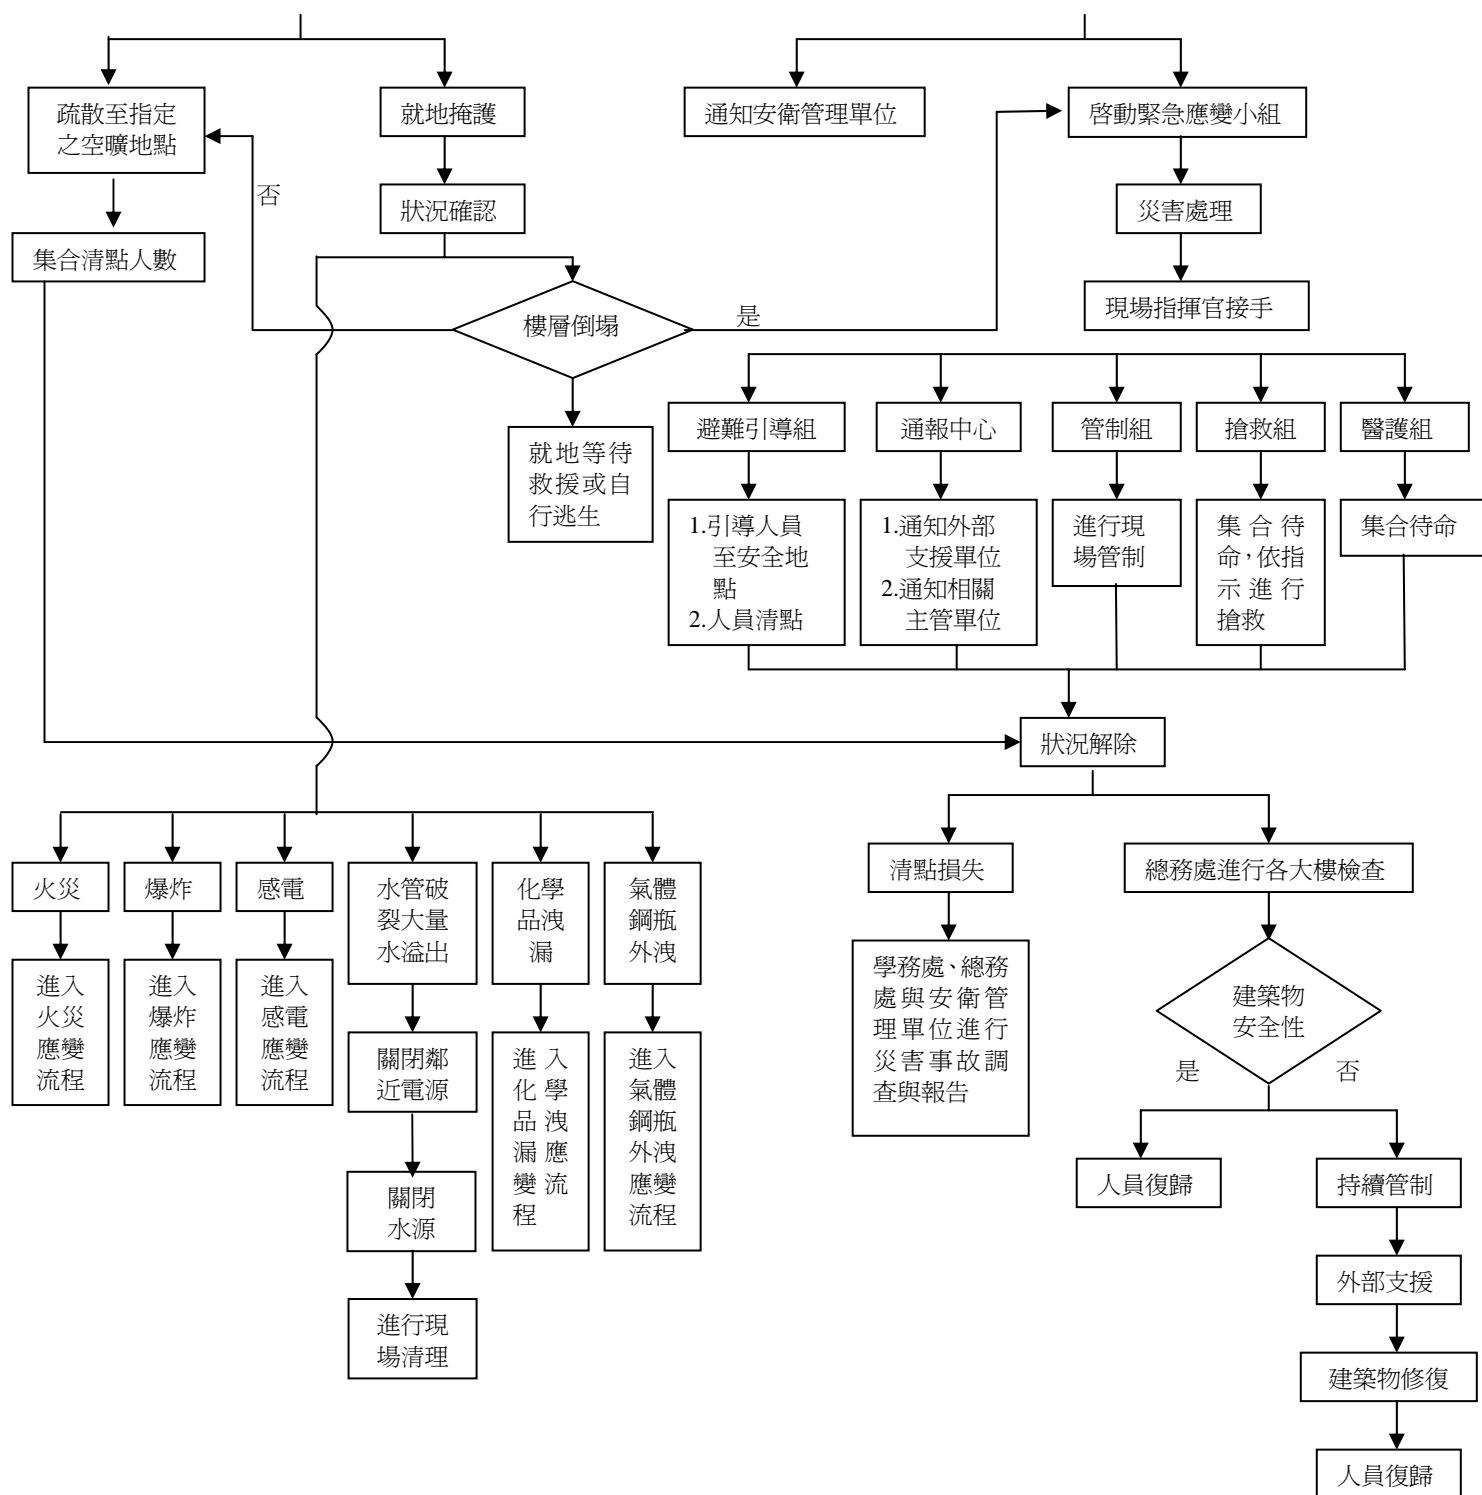 疏散至指定
之空曠地點
就地掩護
通知安衛管理單位
啓動緊急應變小組
否
狀況確認
災害處理
集合清點人數
現場指揮官接手
樓層倒塌
是
避難引導組
通報中心
管制組
搶救組
醫護組
就地等待
救援或自
行逃生
1.引導人員
至安全地
點
2.人員清點
1.通知外部
支援單位
2.通知相關
主管單位
進行現
場管制
集合待
命，依指
示進行
搶救
集合待命
狀況解除
火災
爆炸
感電
水管破
裂大量
水溢出
化學
品洩
漏
氣體
鋼瓶
外洩
清點損失
總務處進行各大樓檢查
進入
火災
應變
流程
進入
爆炸
應變
流程
進入
感電
應變
流程
關閉鄰
近電源
進入
化學
品洩
漏應
變流
程
進入
氣體
鋼瓶
外洩
應變
流程
學務處、總務
處與安衛管
理單位進行
災害事故調
查與報告
建築物
安全性
是
否
關閉
水源
人員復歸
持續管制
外部支援
進行現
場清理
建築物修復
人員復歸